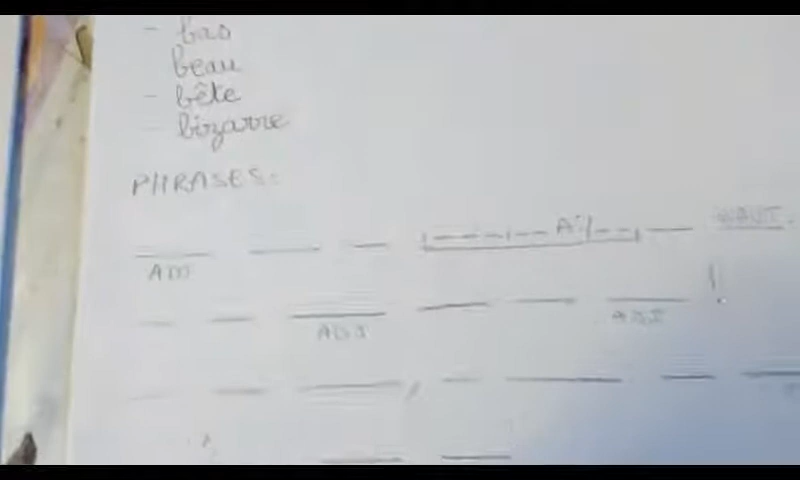 - bas
beau
- bête
- bizarre
PHRASES:
ADJ
ADJ
ADJ